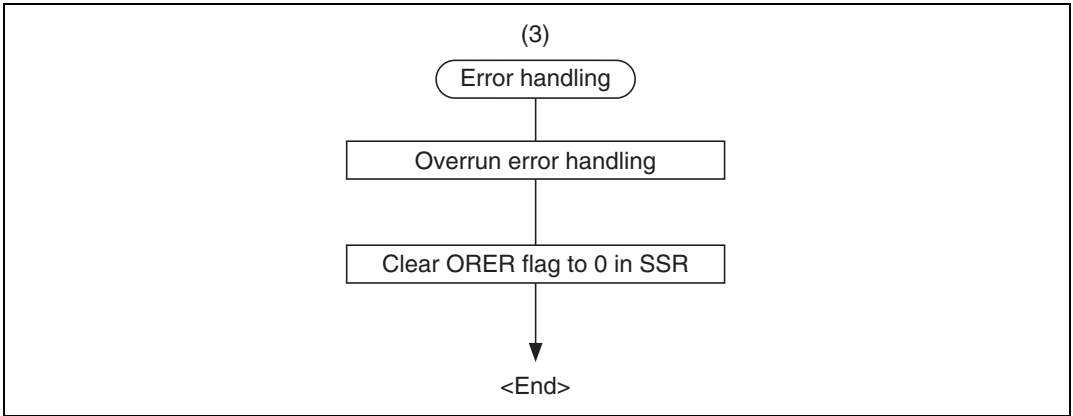 (3)
Error handling
Overrun error handling
Clear ORER flag to 0 in SSR
<End>